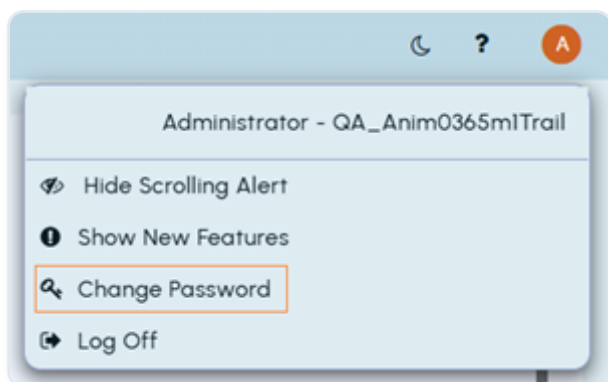 ? A
Administrator - QA_Anim0365m1Trail
Hide Scrolling Alert
Show New Features
Change Password
Log Off